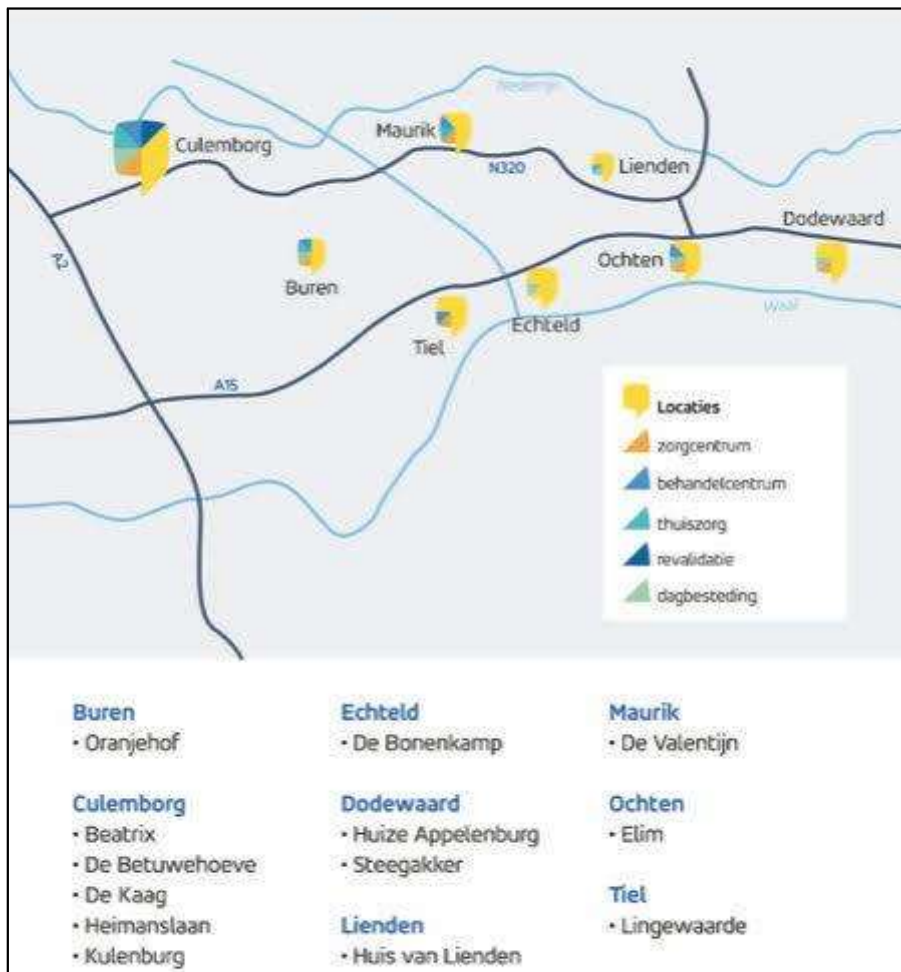 Nederrijn
Culemborg
Maurik
N320
Lienden
Dodewaard
A2
Buren
Ochten
Echteld
Waal
Tiel
A15
Locaties
zorgcentrum
behandelcentrum
thuiszorg
revalidatie
dagbesteding
Buren
• Oranjehof
Culemborg
• Beatrix
• De Betuwehoeve
• De Kaag
• Heimanslaan
• Kulenburg
Echteld
• De Bonenkamp
Dodewaard
• Huize Appelenburg
• Steegakker
Lienden
• Huis van Lienden
Maurik
• De Valentijn
Ochten
• Elim
Tiel
• Lingewaarde